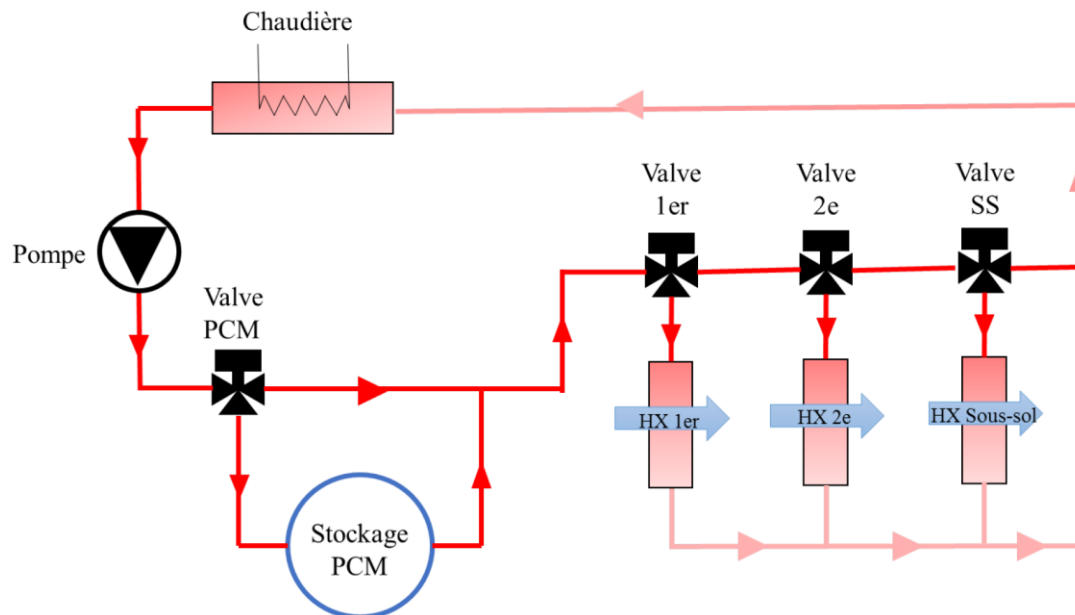 Chaudière
Pompe
Valve
PCM
Stockage
PCM
Valve
1er
Valve
2e
Valve
SS
HX 1er
HX 2e
HX Sous-sol